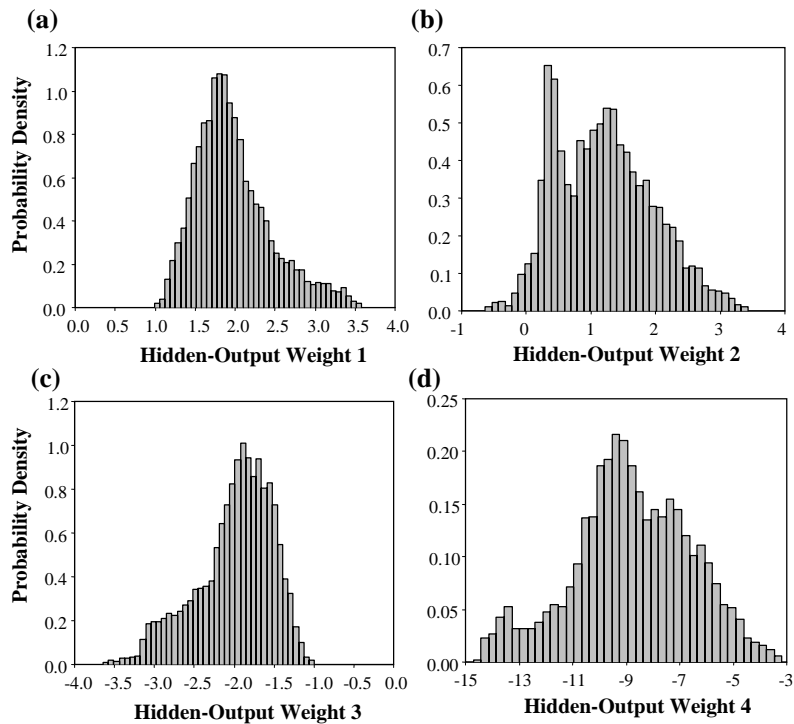 (a)
1.2
1.0
0.8
0.6
0.4
0.2
0.0
Probability Density
0.0 0.5 1.0 1.5 2.0 2.5 3.0 3.5 4.0
Hidden-Output Weight 1
(b)
0.7
0.6
0.5
0.4
0.3
0.2
0.1
0.0
-1 0 1 2 3 4
Hidden-Output Weight 2
(c)
1.2
1.0
0.8
0.6
0.4
0.2
0.0
Probability Density
-4.0 -3.5 -3.0 -2.5 -2.0 -1.5 -1.0 -0.5 0.0
Hidden-Output Weight 3
(d)
0.25
0.20
0.15
0.10
0.05
0.00
-15 -13 -11 -9 -7 -5 -3
Hidden-Output Weight 4